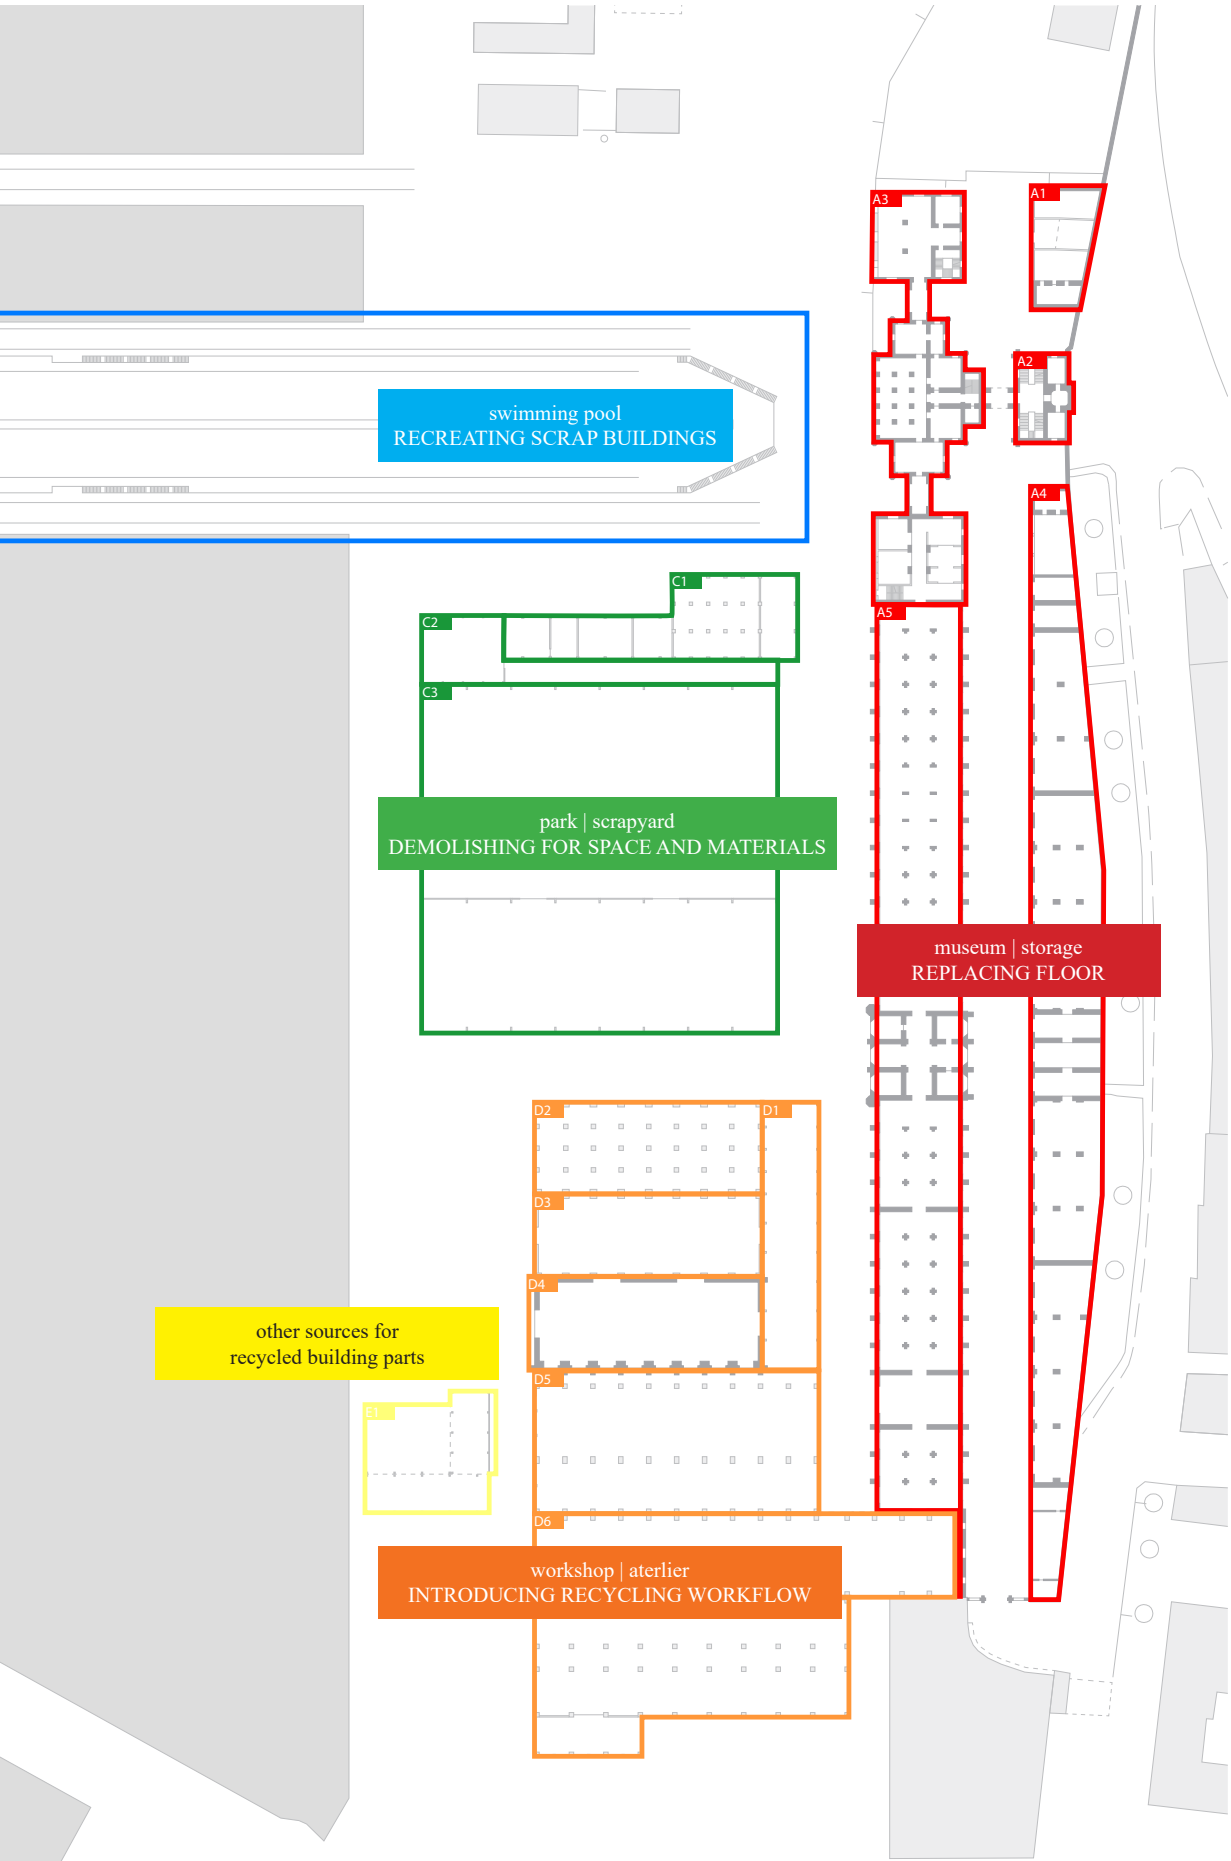 A3
A1
A2
swimming pool
RECREATING SCRAP BUILDINGS
A4
C1
A5
C2
C3
park | scrapyard
DEMOLISHING FOR SPACE AND MATERIALS
museum | storage
REPLACING FLOOR
D2
D1
D3
D4
other sources for
recycled building parts
D5
E1
D6
workshop | aterlier
INTRODUCING RECYCLING WORKFLOW